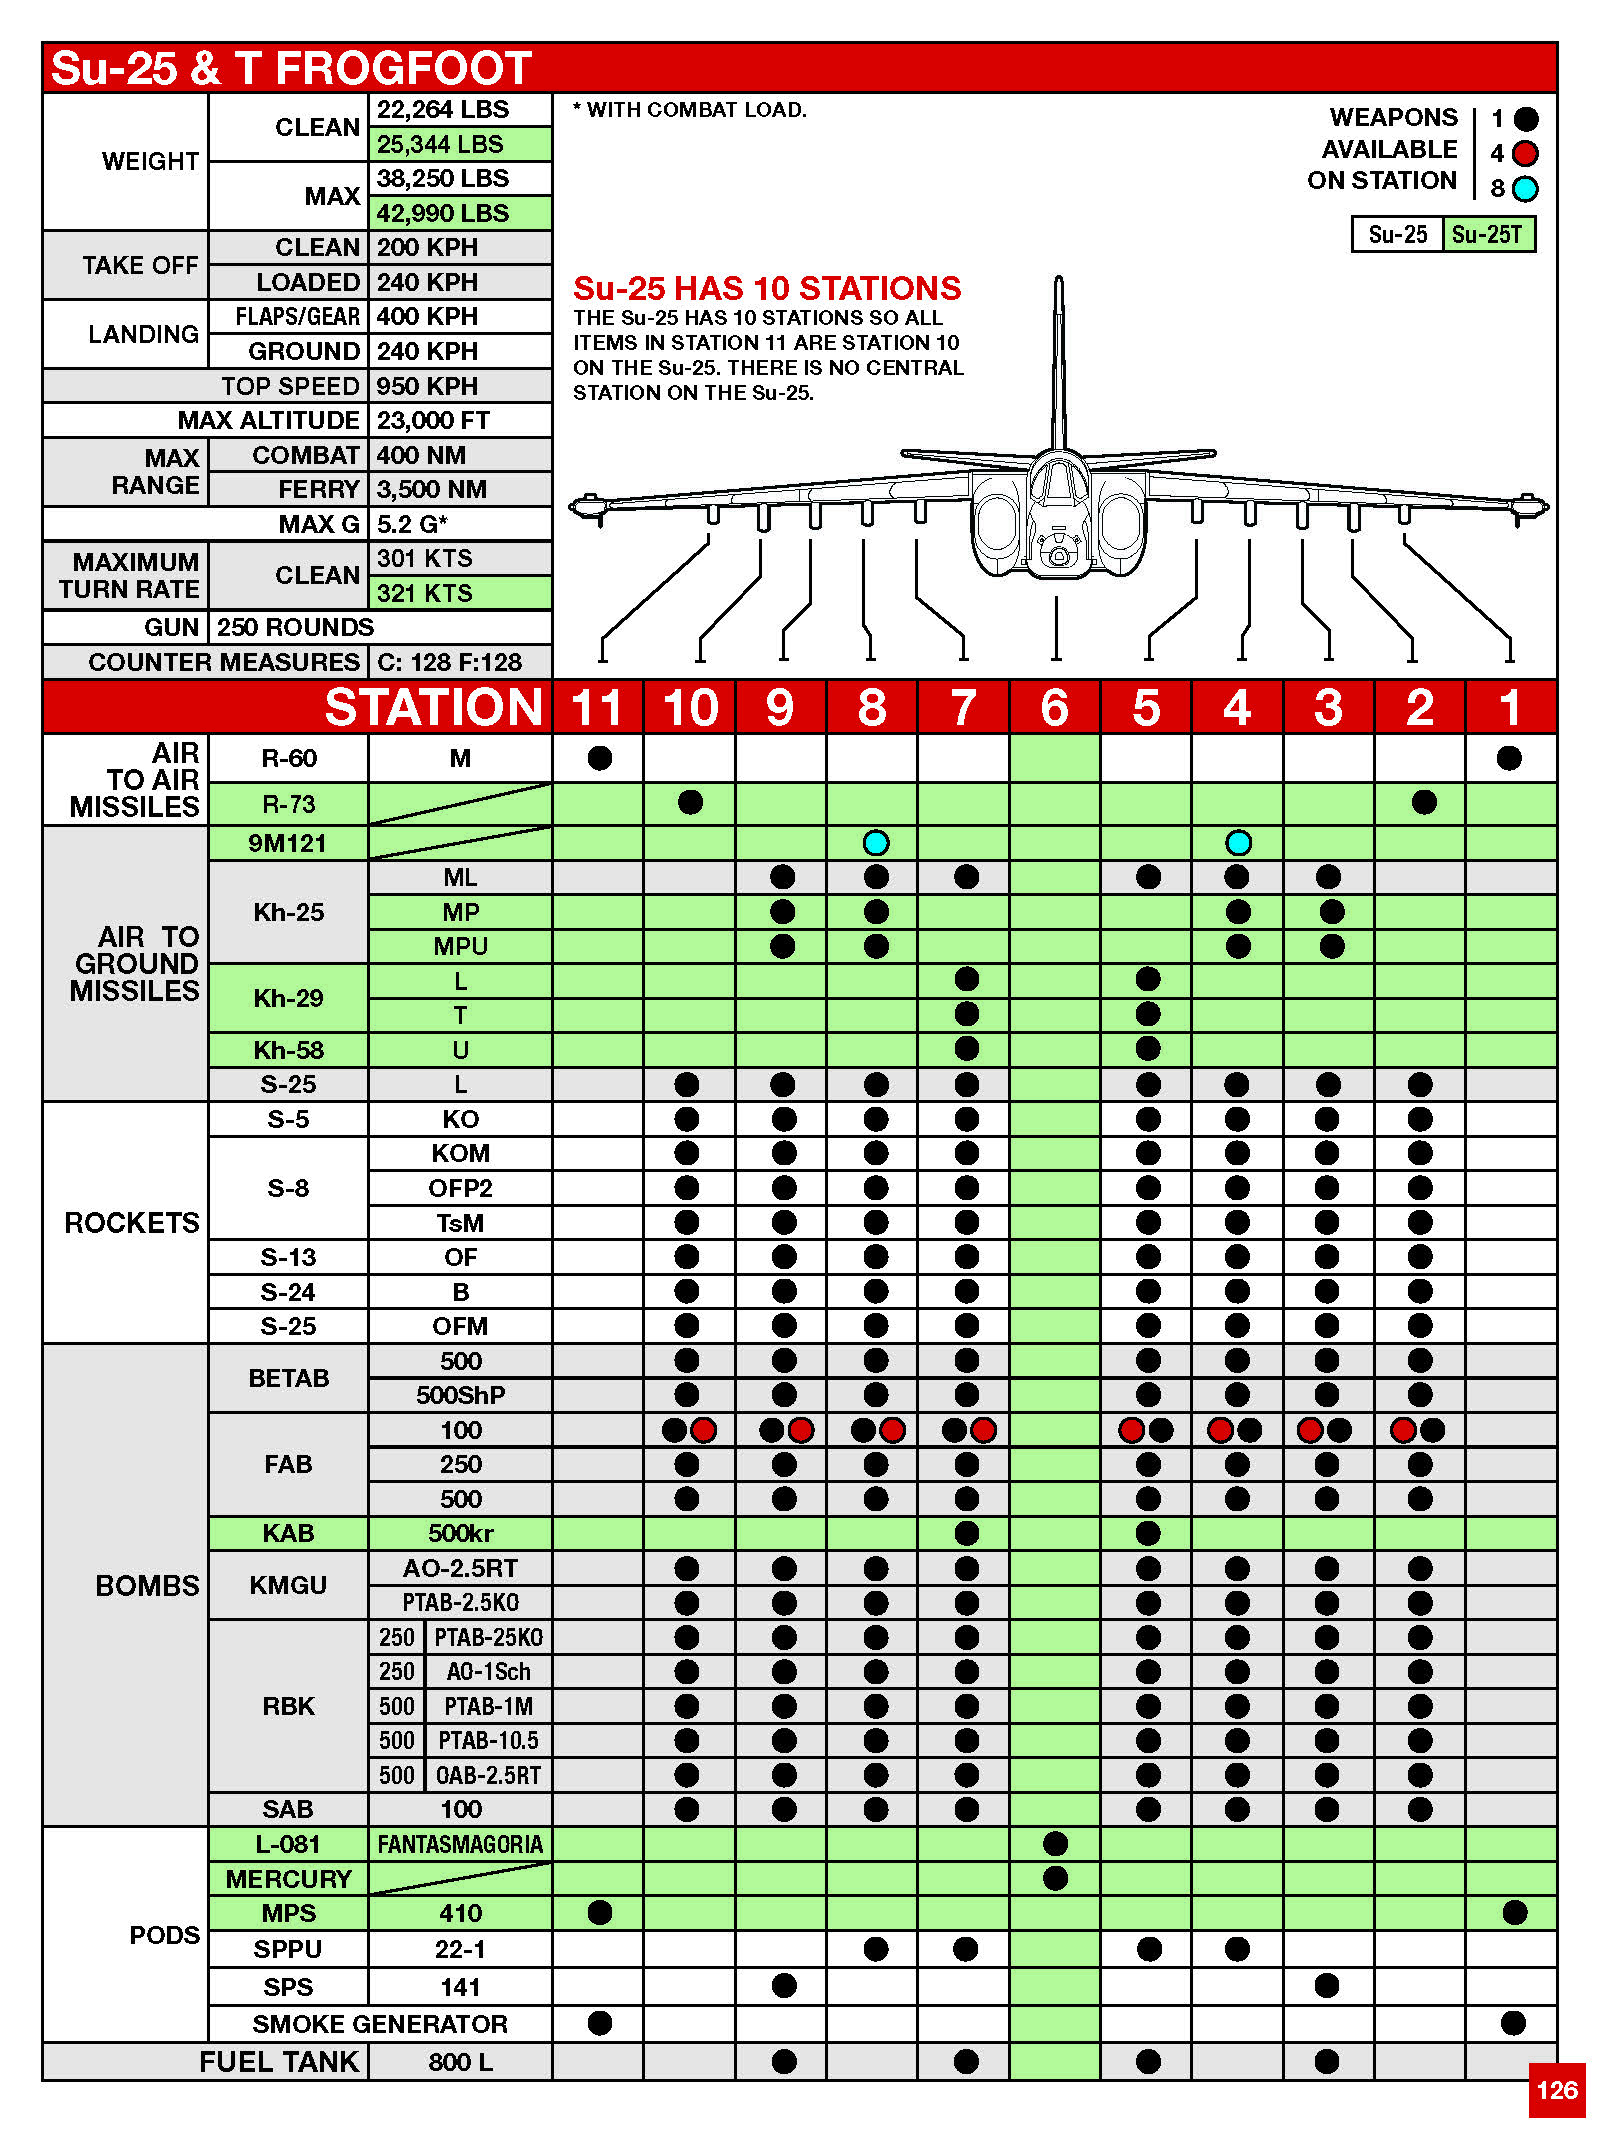 Su-25 & T FROGFOOT
WEIGHT
CLEAN
22,264 LBS
25,344 LBS
MAX
38,250 LBS
42,990 LBS
TAKE OFF
CLEAN 200 KPH
LOADED 240 KPH
LANDING
FLAPS/GEAR 400 KPH
GROUND 240 KPH
TOP SPEED 950 KPH
MAX ALTITUDE 23,000 FT
MAX
RANGE
COMBAT 400 NM
FERRY 3,500 NM
MAX G 5.2 G*
MAXIMUM
TURN RATE
CLEAN
301 KTS
321 KTS
GUN 250 ROUNDS
COUNTER MEASURES C: 128 F:128
* WITH COMBAT LOAD.
WEAPONS
AVAILABLE
ON STATION
1
4
8
Su-25 Su-25T
Su-25 HAS 10 STATIONS
THE Su-25 HAS 10 STATIONS SO ALL
ITEMS IN STATION 11 ARE STATION 10
ON THE Su-25. THERE IS NO CENTRAL
STATION ON THE Su-25.
STATION 11 10 9 8 7 6 5 4 3 2 1
AIR
TO AIR
MISSILES
R-60 M
R-73
AIR TO
GROUND
MISSILES
9M121
Kh-25
ML
MP
MPU
Kh-29
L
T
Kh-58 U
S-25 L
ROCKETS
S-5 KO
S-8
KOM
OFP2
TsM
S-13 OF
S-24 B
S-25 OFM
BOMBS
BETAB
500
500ShP
FAB
100
250
500
KAB 500kr
KMGU
AO-2.5RT
PTAB-2.5KO
RBK
250 PTAB-25KO
250 AO-1Sch
500 PTAB-1M
500 PTAB-10.5
500 OAB-2.5RT
SAB 100
PODS
L-081 FANTASMAGORIA
MERCURY
MPS 410
SPPU 22-1
SPS 141
SMOKE GENERATOR
FUEL TANK 800 L
126